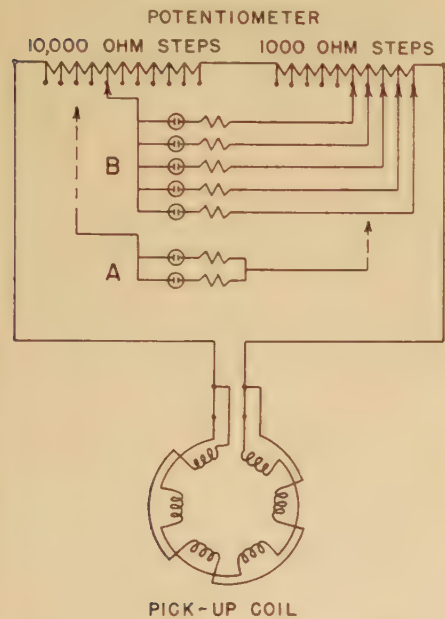 POTENTIOMETER
10,000 OHM STEPS 1000 OHM STEPS
B
A
PICK-UP COIL